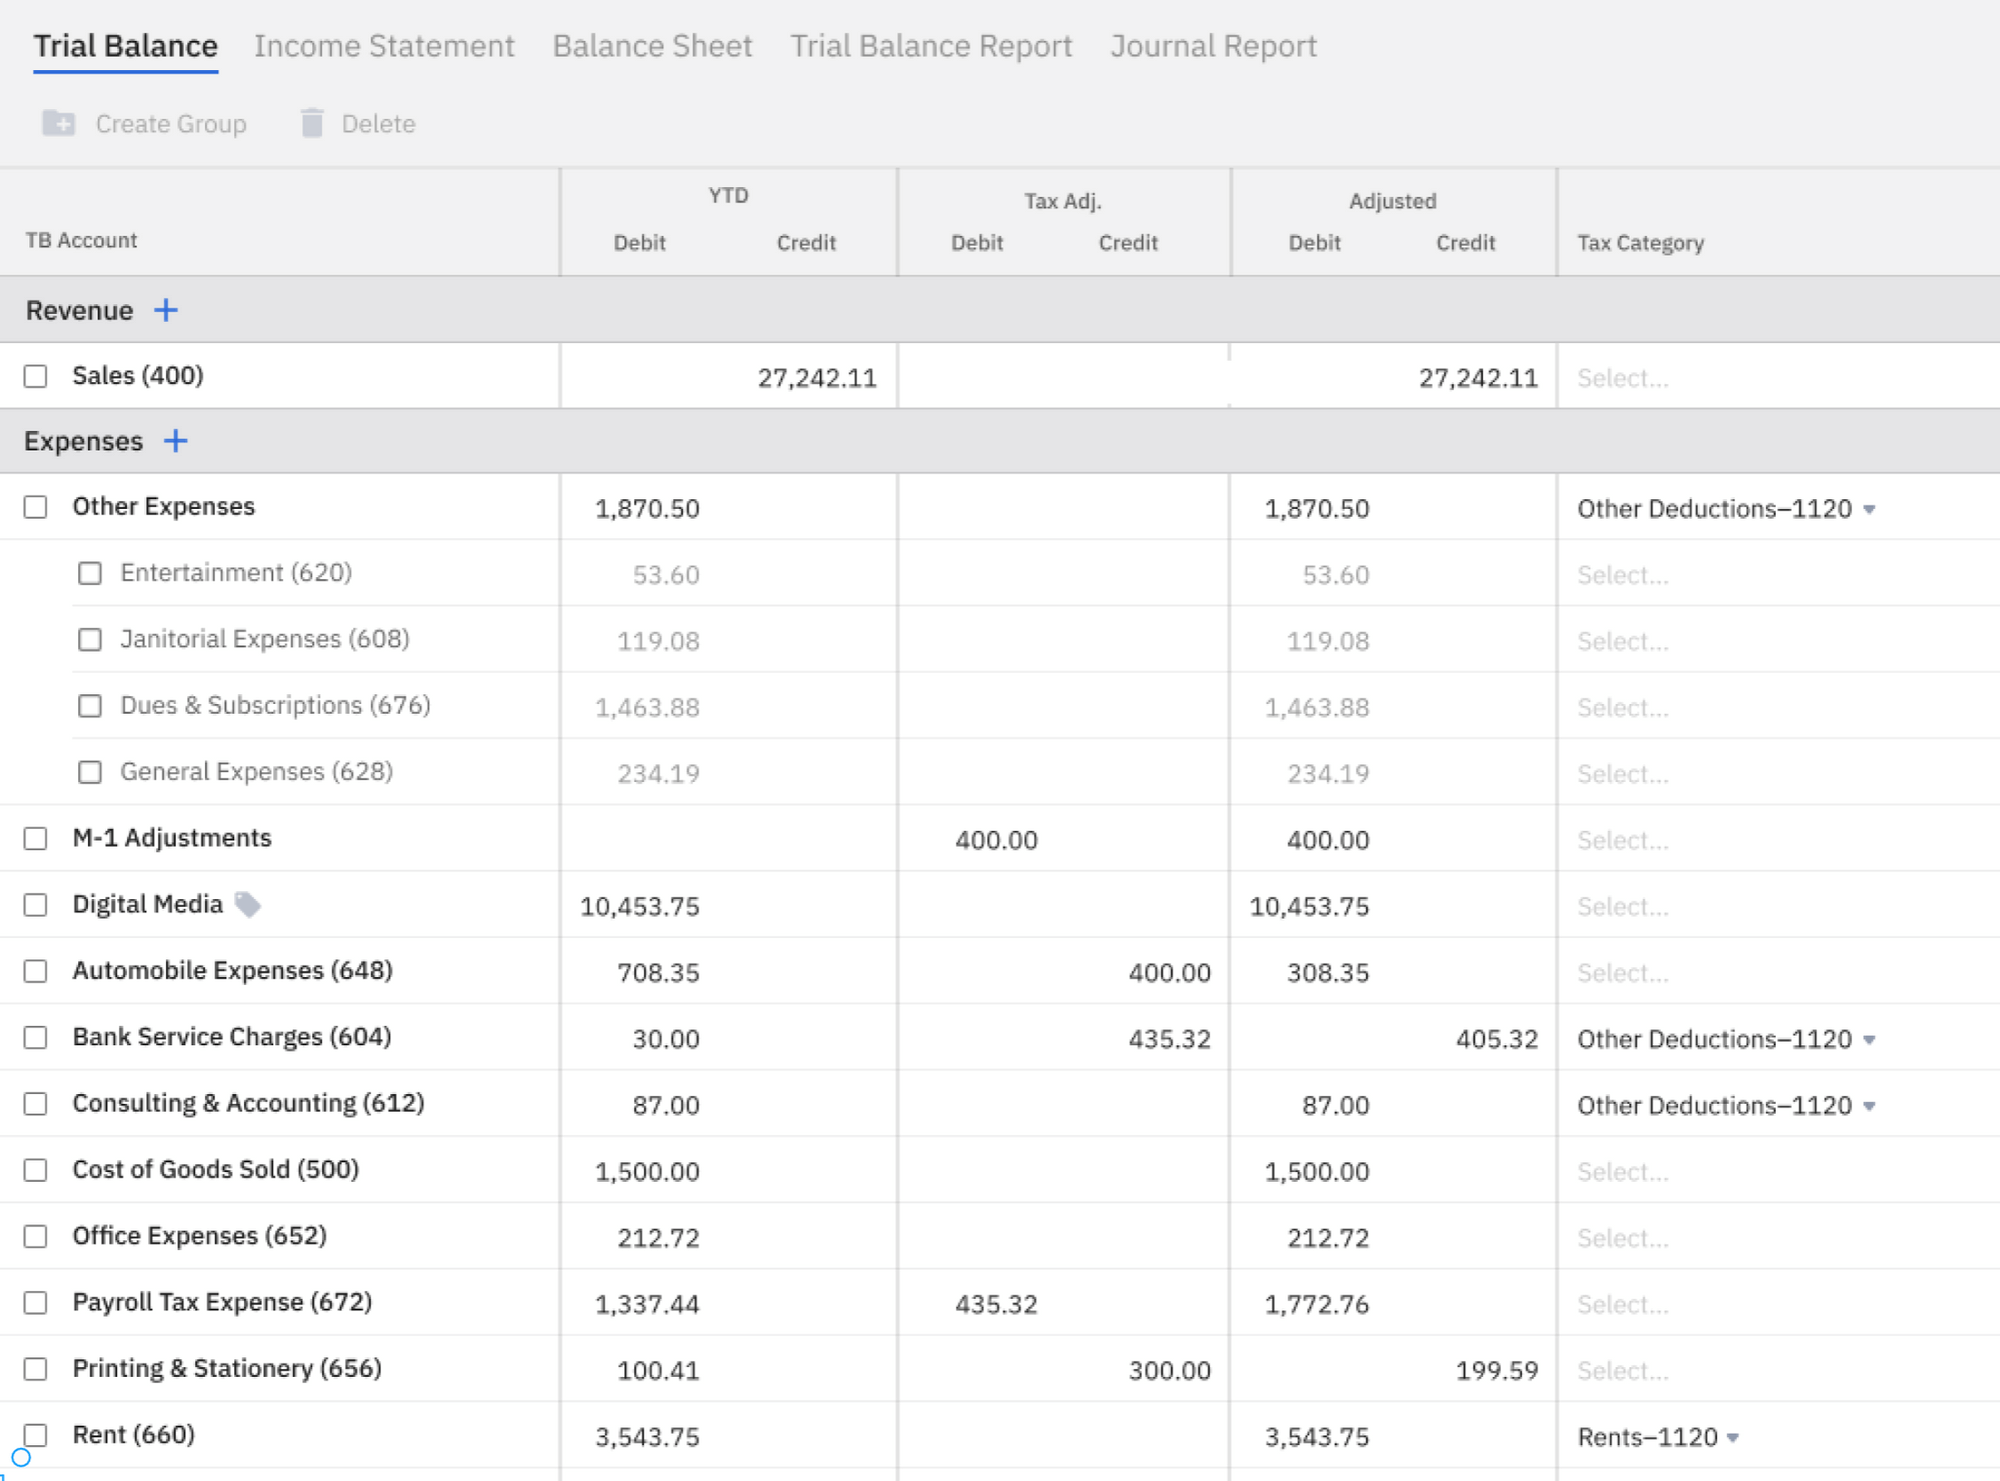 Trial Balance Income Statement Balance Sheet Trial Balance Report Journal Report
Create Group Delete
YTD Tax Adj. Adjusted
TB Account Debit Credit Debit Credit Debit Credit Tax Category
Revenue +
Sales (400) 27,242.11 27,242.11 Select...
Expenses +
Other Expenses 1,870.50 1,870.50 Other Deductions–1120
Entertainment (620) 53.60 53.60 Select...
Janitorial Expenses (608) 119.08 119.08 Select...
Dues & Subscriptions (676) 1,463.88 1,463.88 Select...
General Expenses (628) 234.19 234.19 Select...
M-1 Adjustments 400.00 400.00 Select...
Digital Media 10,453.75 10,453.75 Select...
Automobile Expenses (648) 708.35 400.00 308.35 Select...
Bank Service Charges (604) 30.00 435.32 405.32 Other Deductions–1120
Consulting & Accounting (612) 87.00 87.00 Other Deductions–1120
Cost of Goods Sold (500) 1,500.00 1,500.00 Select...
Office Expenses (652) 212.72 212.72 Select...
Payroll Tax Expense (672) 1,337.44 435.32 1,772.76 Select...
Printing & Stationery (656) 100.41 300.00 199.59 Select...
Rent (660) 3,543.75 3,543.75 Rents–1120